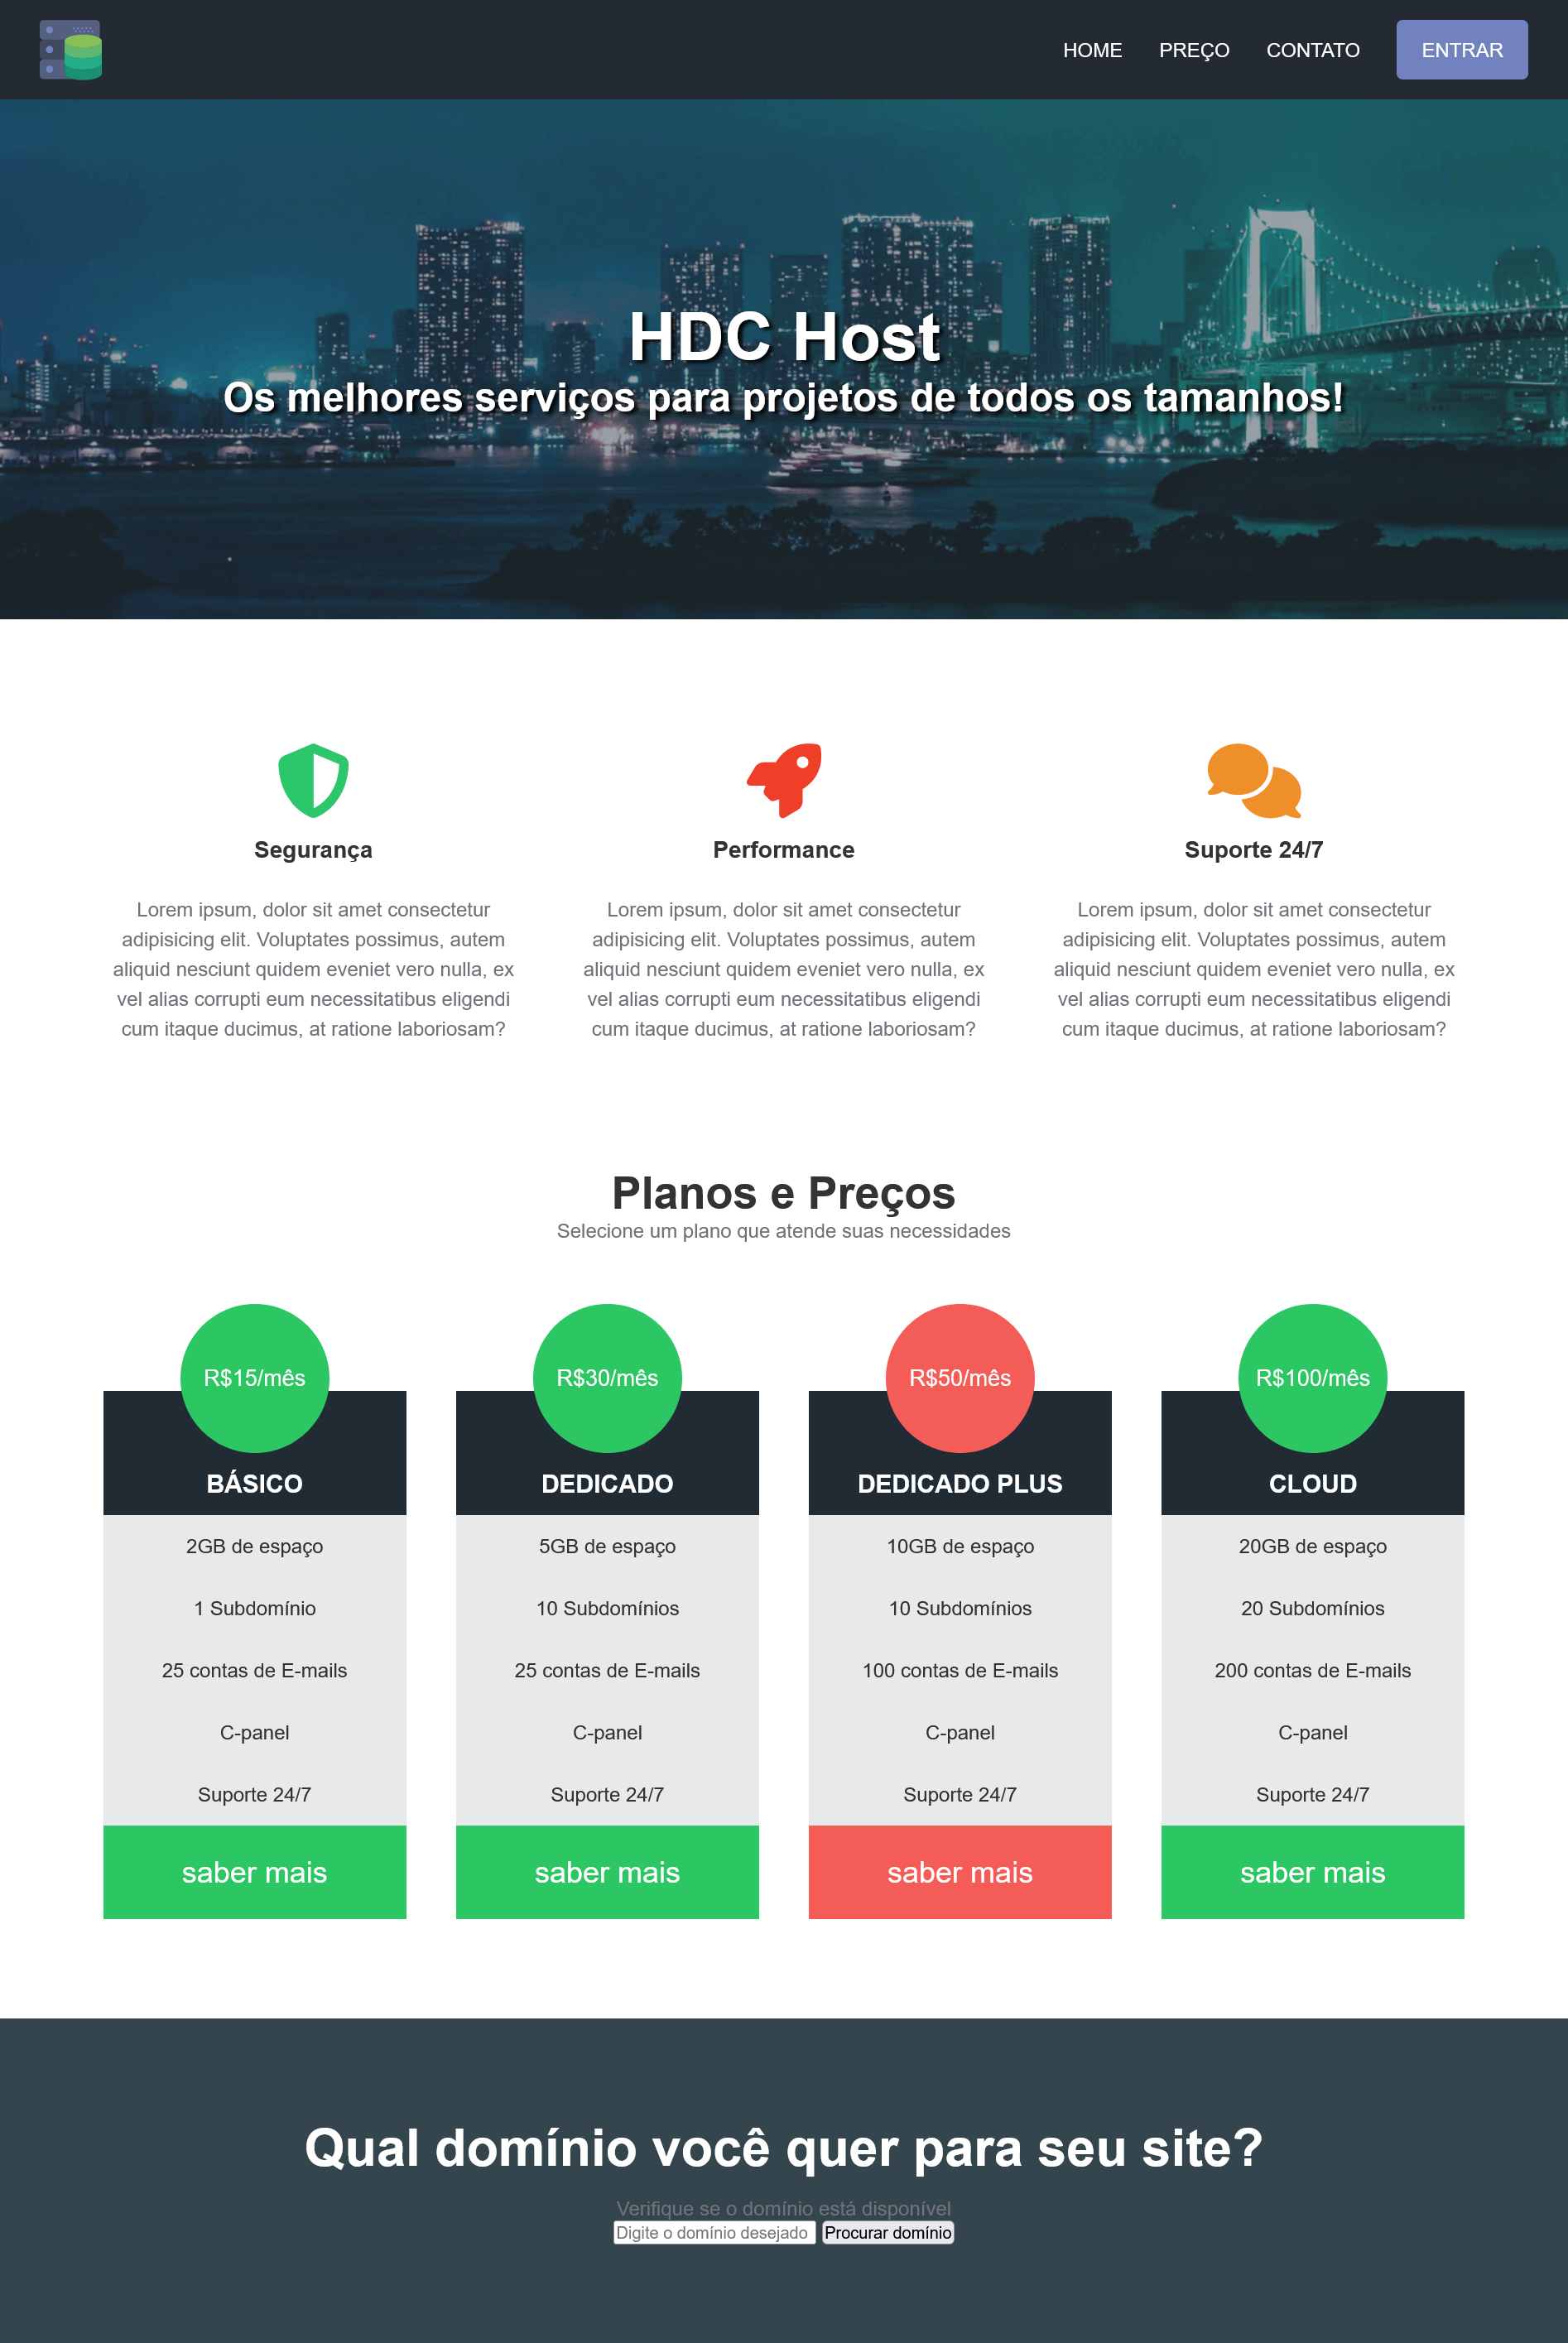 HOME PREÇO CONTATO ENTRAR
HDC Host
Os melhores serviços para projetos de todos os tamanhos!
Segurança
Lorem ipsum, dolor sit amet consectetur
adipisicing elit. Voluptates possimus, autem
aliquid nesciunt quidem eveniet vero nulla, ex
vel alias corrupti eum necessitatibus eligendi
cum itaque ducimus, at ratione laboriosam?
Performance
Lorem ipsum, dolor sit amet consectetur
adipisicing elit. Voluptates possimus, autem
aliquid nesciunt quidem eveniet vero nulla, ex
vel alias corrupti eum necessitatibus eligendi
cum itaque ducimus, at ratione laboriosam?
Suporte 24/7
Lorem ipsum, dolor sit amet consectetur
adipisicing elit. Voluptates possimus, autem
aliquid nesciunt quidem eveniet vero nulla, ex
vel alias corrupti eum necessitatibus eligendi
cum itaque ducimus, at ratione laboriosam?
Planos e Preços
Selecione um plano que atende suas necessidades
R$15/mês
BÁSICO
2GB de espaço
1 Subdomínio
25 contas de E-mails
C-panel
Suporte 24/7
saber mais
R$30/mês
DEDICADO
5GB de espaço
10 Subdomínios
25 contas de E-mails
C-panel
Suporte 24/7
saber mais
R$50/mês
DEDICADO PLUS
10GB de espaço
10 Subdomínios
100 contas de E-mails
C-panel
Suporte 24/7
saber mais
R$100/mês
CLOUD
20GB de espaço
20 Subdomínios
200 contas de E-mails
C-panel
Suporte 24/7
saber mais
Qual domínio você quer para seu site?
Verifique se o domínio está disponível
Digite o domínio desejado Procurar domínio